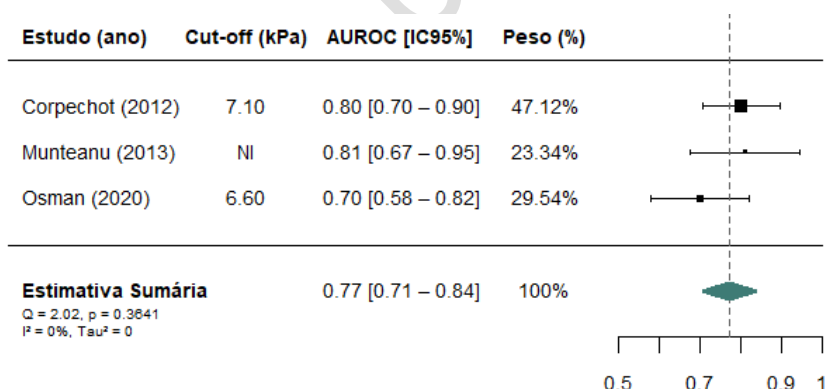 Estudo (ano) Cut-off (kPa) AUROC [IC95%] Peso (%)
Corpechot (2012) 7.10 0.80 [0.70 – 0.90] 47.12%
Munteanu (2013) NI 0.81 [0.67 – 0.95] 23.34%
Osman (2020) 6.60 0.70 [0.58 – 0.82] 29.54%
Estimativa Sumária 0.77 [0.71 – 0.84] 100%
Q = 2.02, p = 0.3641
I² = 0%, Tau² = 0
0.5 0.7 0.9 1